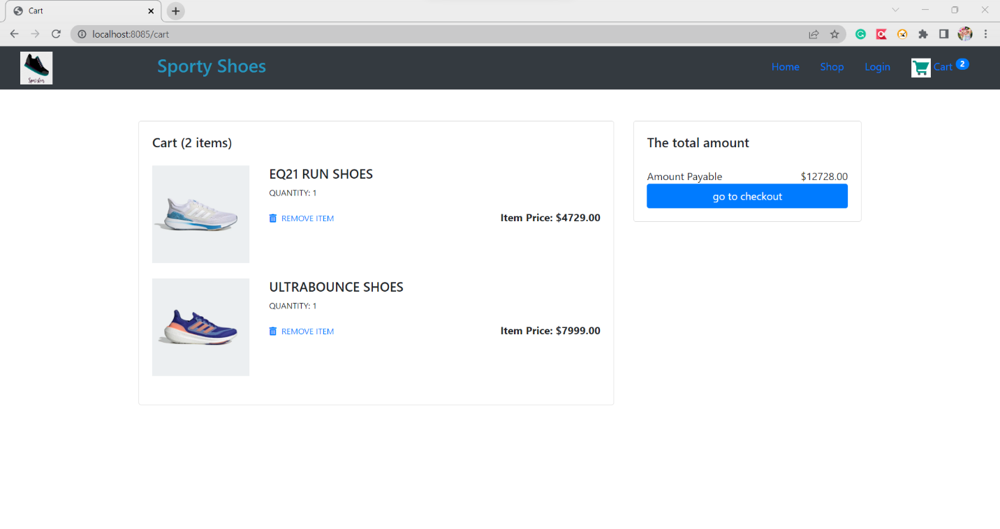 Cart
localhost:8085/cart
Sporty Shoes
Home
Shop
Login
Cart 2
Cart (2 items)
EQ21 RUN SHOES
QUANTITY: 1
REMOVE ITEM
Item Price: $4729.00
ULTRABOUNCE SHOES
QUANTITY: 1
REMOVE ITEM
Item Price: $7999.00
The total amount
Amount Payable
$12728.00
go to checkout